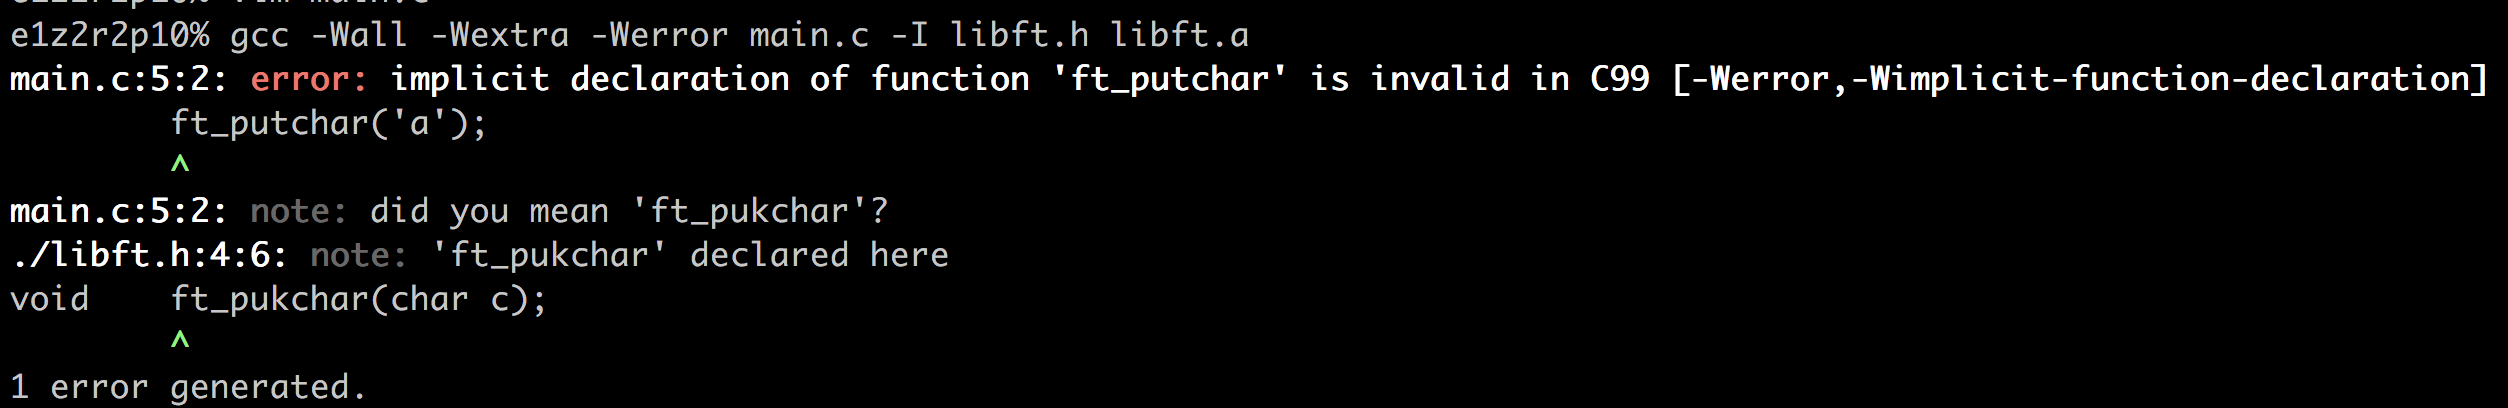 e1z2r2p10% gcc -Wall -Wextra -Werror main.c -I libft.h libft.a
main.c:5:2: error: implicit declaration of function 'ft_putchar' is invalid in C99 [-Werror,-Wimplicit-function-declaration]
ft_putchar('a');
^
main.c:5:2: note: did you mean 'ft_pukchar'?
./libft.h:4:6: note: 'ft_pukchar' declared here
void    ft_pukchar(char c);
^
1 error generated.